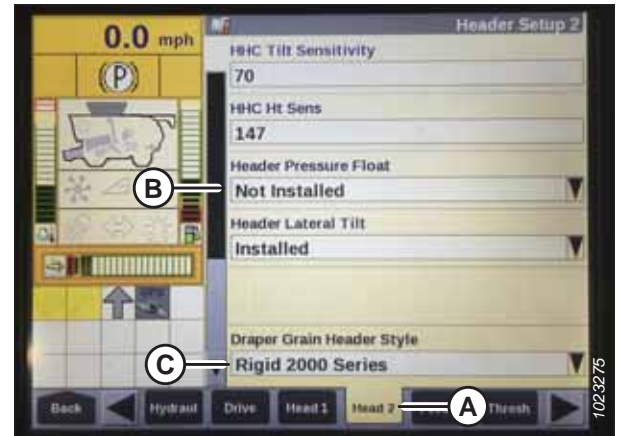 0.0 mph
Header Setup 2
(P)
HHC Tilt Sensitivity
70
HHC Ht Sens
147
Header Pressure Float
B
Not Installed
Header Lateral Tilt
Installed
Draper Grain Header Style
C
Rigid 2000 Series
Back
Hydraul
Drive
Head 1
Head 2
A
Thresh
1023275